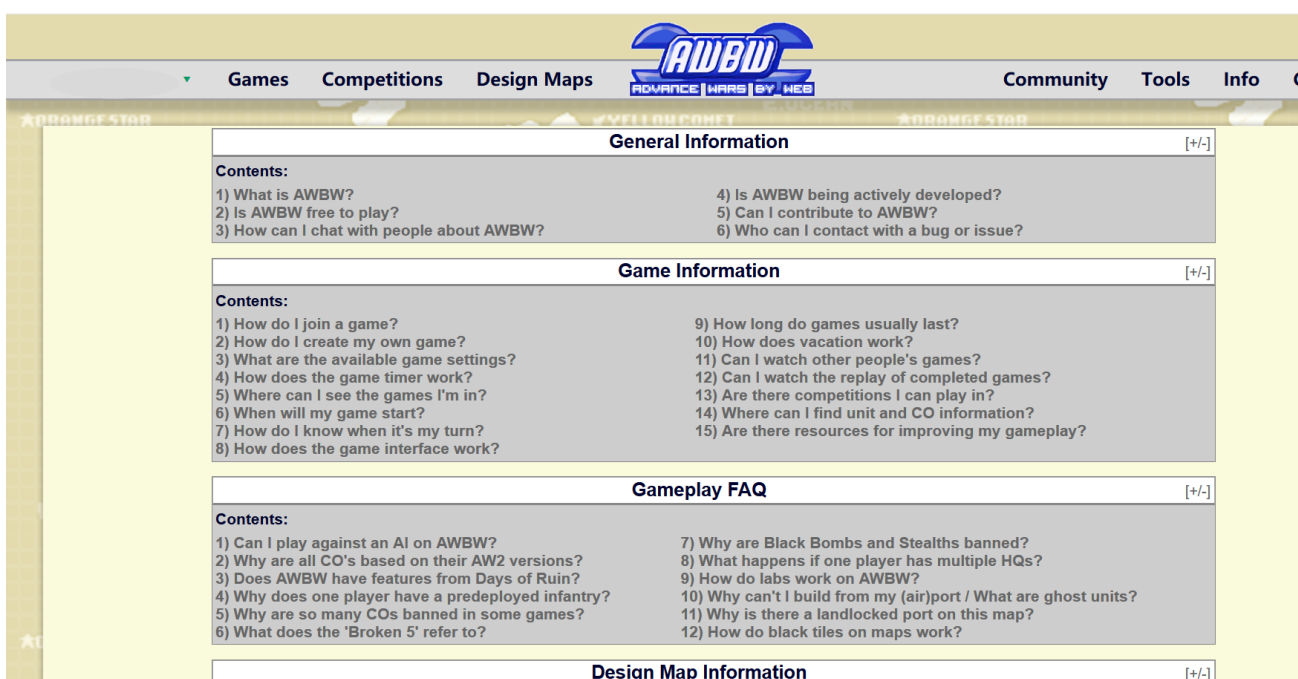 AWBW
ADVANCE WARS BY WEB
Games Competitions Design Maps Community Tools Info
E.OCEAN
ORANGE STAR YELLOW COMET ORANGE STAR
General Information [+/-]
Contents:
1) What is AWBW?
2) Is AWBW free to play?
3) How can I chat with people about AWBW?
4) Is AWBW being actively developed?
5) Can I contribute to AWBW?
6) Who can I contact with a bug or issue?
Game Information [+/-]
Contents:
1) How do I join a game?
2) How do I create my own game?
3) What are the available game settings?
4) How does the game timer work?
5) Where can I see the games I'm in?
6) When will my game start?
7) How do I know when it's my turn?
8) How does the game interface work?
9) How long do games usually last?
10) How does vacation work?
11) Can I watch other people's games?
12) Can I watch the replay of completed games?
13) Are there competitions I can play in?
14) Where can I find unit and CO information?
15) Are there resources for improving my gameplay?
Gameplay FAQ [+/-]
Contents:
1) Can I play against an AI on AWBW?
2) Why are all CO's based on their AW2 versions?
3) Does AWBW have features from Days of Ruin?
4) Why does one player have a predeployed infantry?
5) Why are so many COs banned in some games?
6) What does the 'Broken 5' refer to?
7) Why are Black Bombs and Stealths banned?
8) What happens if one player has multiple HQs?
9) How do labs work on AWBW?
10) Why can't I build from my (air)port / What are ghost units?
11) Why is there a landlocked port on this map?
12) How do black tiles on maps work?
Design Map Information [+/-]